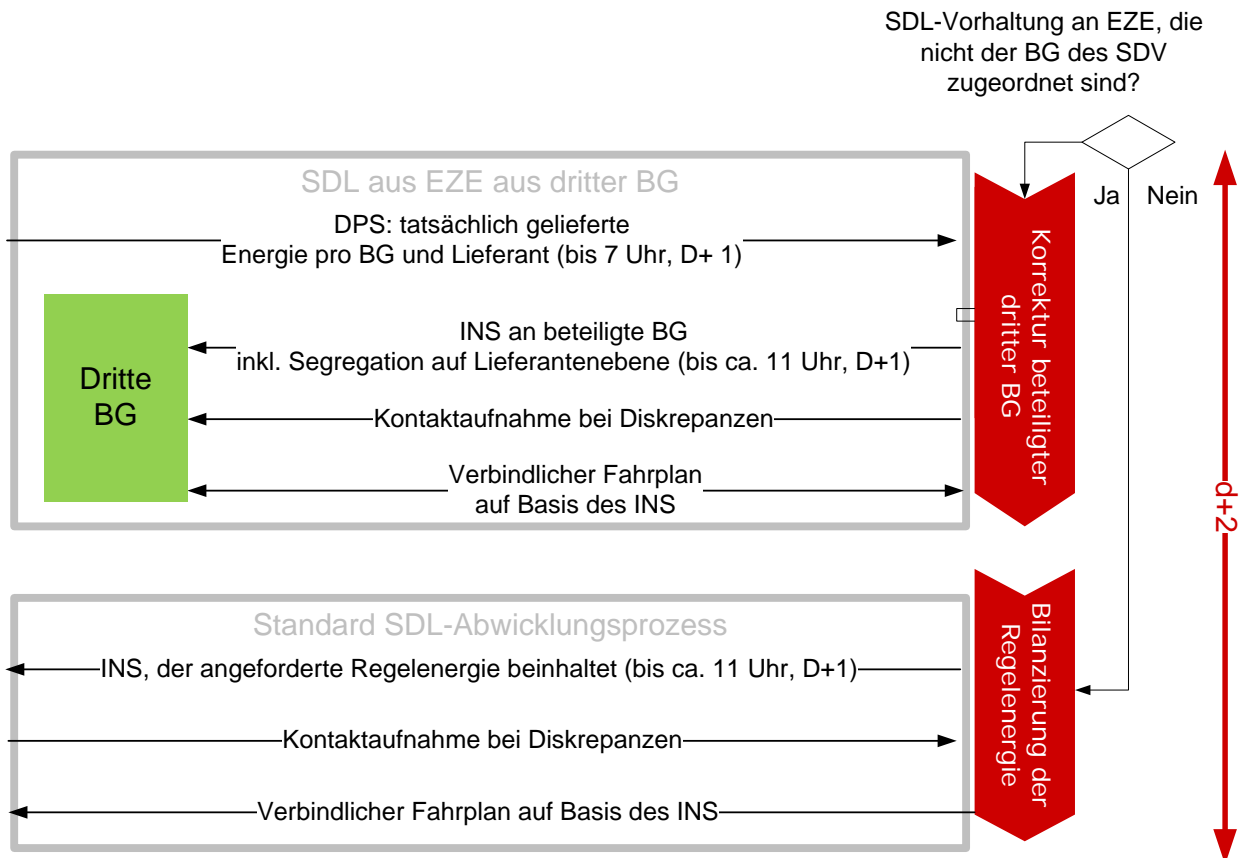 SDL-Vorhaltung an EZE, die
nicht der BG des SDV
zugeordnet sind?
Ja
Nein
SDL aus EZE aus dritter BG
DPS: tatsächlich gelieferte
Energie pro BG und Lieferant (bis 7 Uhr, D+ 1)
INS an beteiligte BG
inkl. Segregation auf Lieferantenebene (bis ca. 11 Uhr, D+1)
Dritte
BG
Kontaktaufnahme bei Diskrepanzen
Verbindlicher Fahrplan
auf Basis des INS
Korrektur beteiligter
dritter BG
d+2
Standard SDL-Abwicklungsprozess
INS, der angeforderte Regelenergie beinhaltet (bis ca. 11 Uhr, D+1)
Kontaktaufnahme bei Diskrepanzen
Verbindlicher Fahrplan auf Basis des INS
Bilanzierung der
Regelenergie